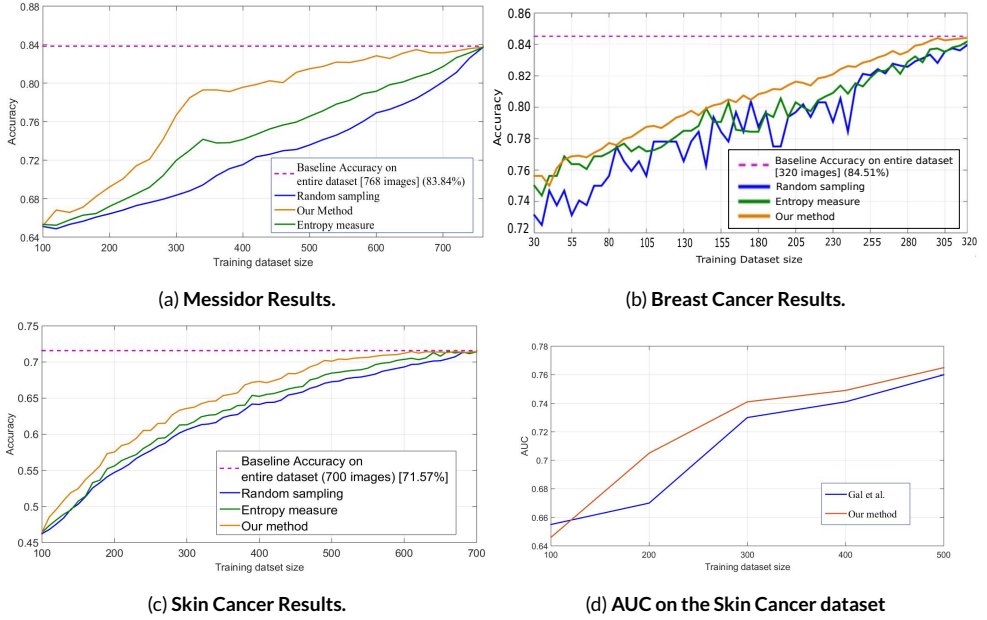 0.88
0.84
0.80
0.76
0.72
0.68
0.64
Accuracy
100
200
300
400
500
600
700
Training dataset size
Baseline Accuracy on
entire dataset [768 images] (83.84%)
Random sampling
Our Method
Entropy measure
(a) Messidor Results.
0.86
0.84
0.82
0.80
0.78
0.76
0.74
0.72
Accuracy
30
55
80
105
130
155
180
205
230
255
280
305
320
Training Dataset size
Baseline Accuracy on entire dataset
[320 images] (84.51%)
Random sampling
Entropy measure
Our method
(b) Breast Cancer Results.
0.75
0.7
0.65
0.6
0.55
0.5
0.45
Accuracy
100
200
300
400
500
600
700
Training datset size
Baseline Accuracy on
entire dataset (700 images) [71.57%]
Random sampling
Entropy measure
Our method
(c) Skin Cancer Results.
0.78
0.76
0.74
0.72
0.7
0.68
0.66
0.64
AUC
100
200
300
400
500
Training dataset size
Gal et al.
Our method
(d) AUC on the Skin Cancer dataset